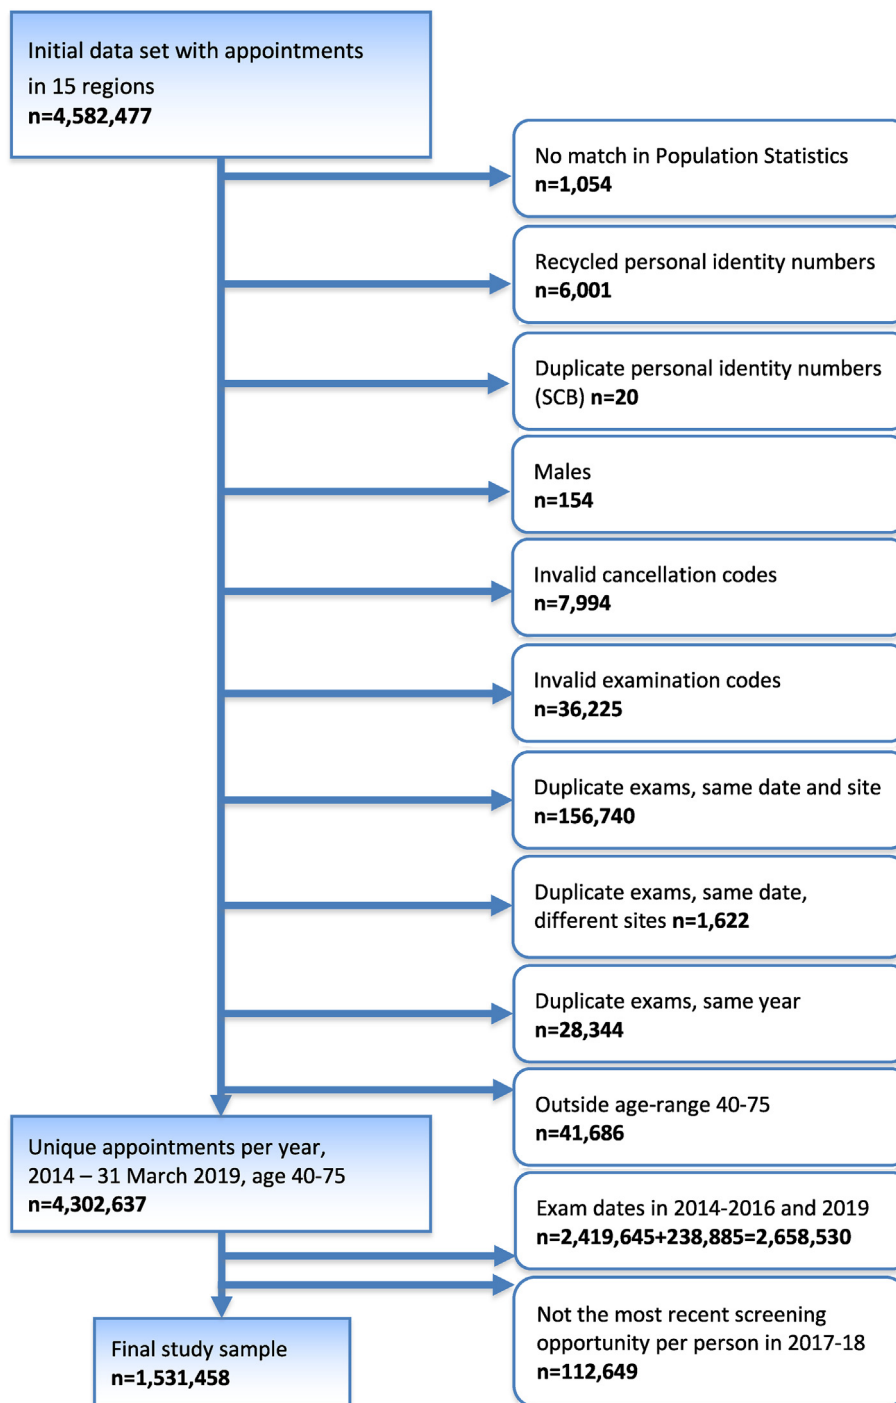 Initial data set with appointments
in 15 regions
n=4,582,477
No match in Population Statistics
n=1,054
Recycled personal identity numbers
n=6,001
Duplicate personal identity numbers
(SCB) n=20
Males
n=154
Invalid cancellation codes
n=7,994
Invalid examination codes
n=36,225
Duplicate exams, same date and site
n=156,740
Duplicate exams, same date,
different sites n=1,622
Duplicate exams, same year
n=28,344
Outside age-range 40-75
n=41,686
Unique appointments per year,
2014 – 31 March 2019, age 40-75
n=4,302,637
Exam dates in 2014-2016 and 2019
n=2,419,645+238,885=2,658,530
Not the most recent screening
opportunity per person in 2017-18
n=112,649
Final study sample
n=1,531,458